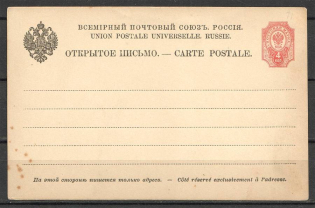 ВСЕМІРНЫЙ ПОЧТОВЫЙ СОЮЗЪ. РОССІЯ.
UNION POSTALE UNIVERSELLE. RUSSIE.
ОТКРЫТОЕ ПИСЬМО. — CARTE POSTALE.
4
На этой сторонѣ пишется только адресъ. — Côté réservé exclusivement à l'adresse.